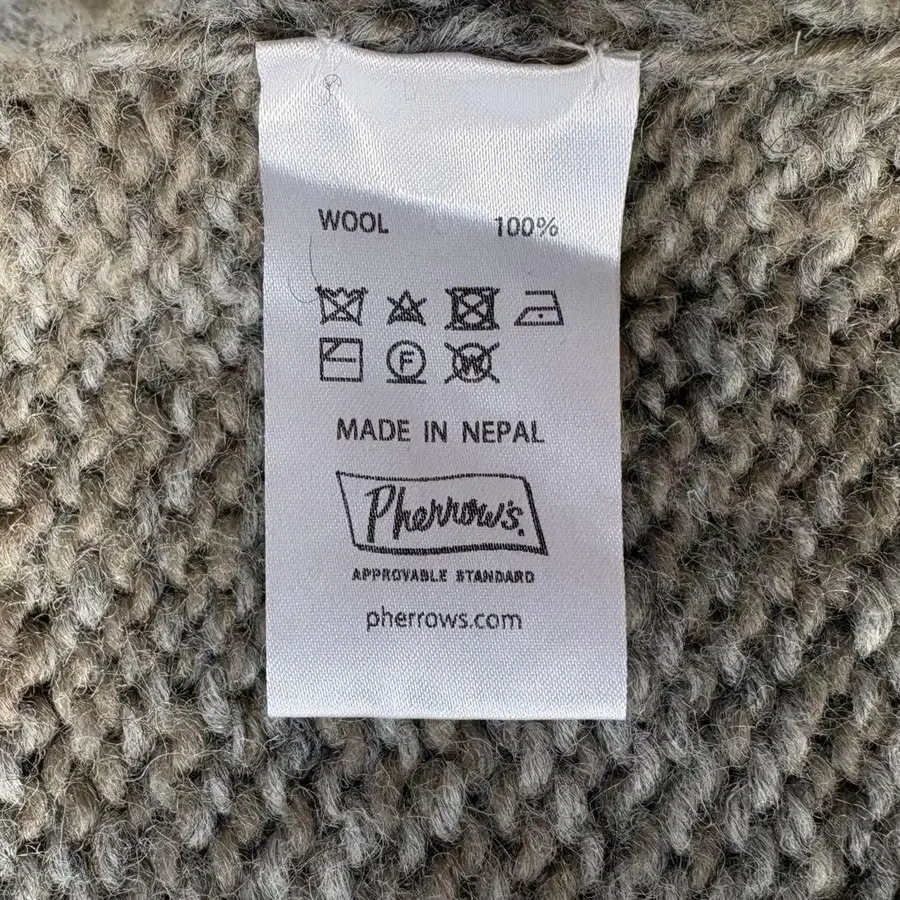 WOOL 100%
F W
MADE IN NEPAL
Pherrow's.
APPROVABLE STANDARD
pherrows.com